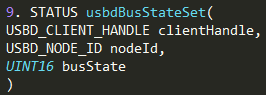 9. STATUS usbdBusStateSet(
USBD_CLIENT_HANDLE clientHandle,
USBD_NODE_ID nodeId,
UINT16 busState
)